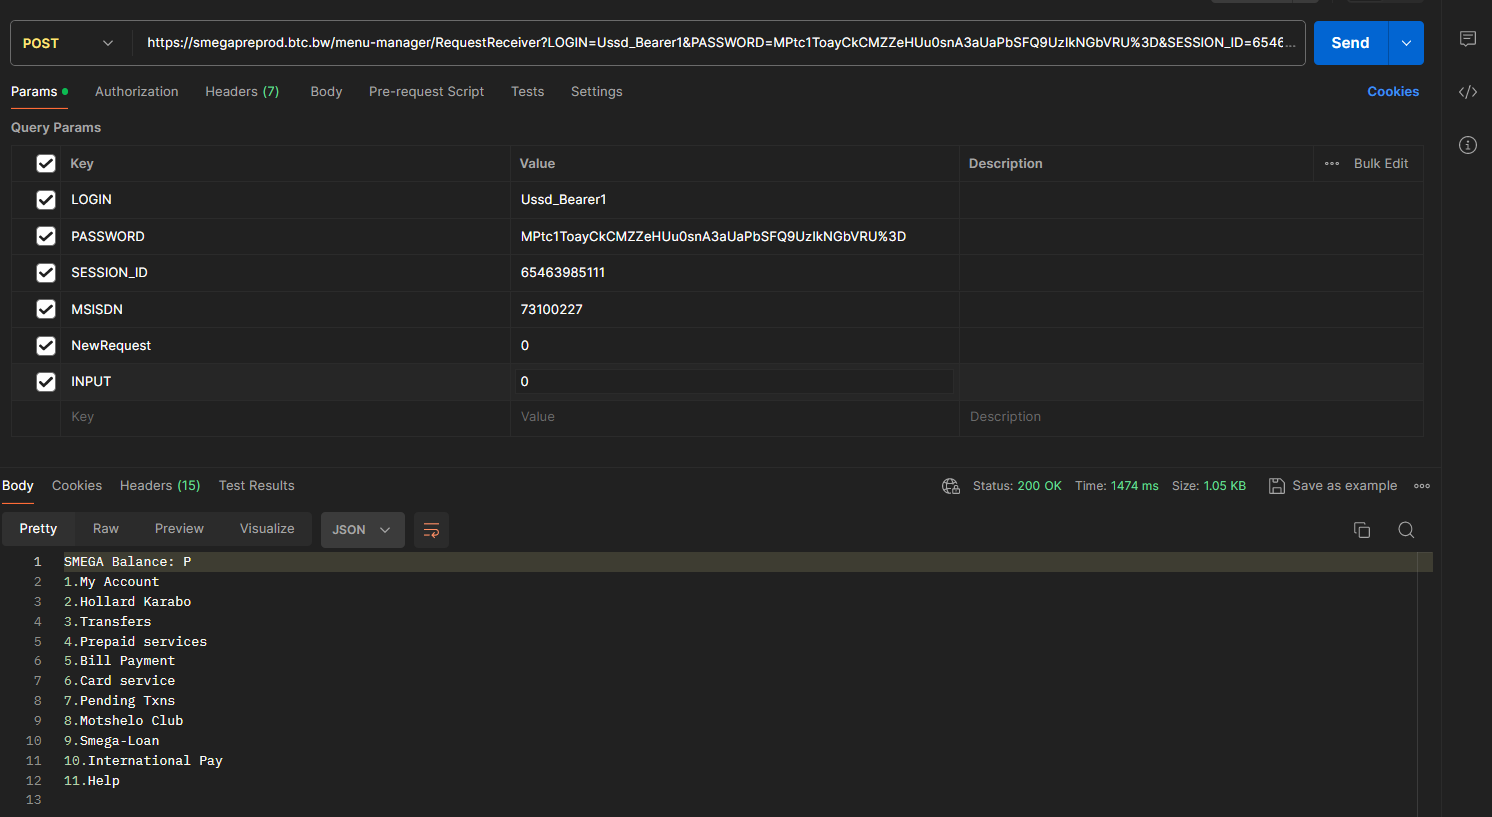 POST
https://smegapreprod.btc.bw/menu-manager/RequestReceiver?LOGIN=Ussd_Bearer1&PASSWORD=MPtc1ToayCkCMZZeHUu0snA3aUaPbSFQ9UzIkNGbVRU%3D&SESSION_ID=6546...
Send
Params Authorization Headers (7) Body Pre-request Script Tests Settings Cookies
Query Params
Key Value Description Bulk Edit
LOGIN Ussd_Bearer1
PASSWORD MPtc1ToayCkCMZZeHUu0snA3aUaPbSFQ9UzIkNGbVRU%3D
SESSION_ID 65463985111
MSISDN 73100227
NewRequest 0
INPUT 0
Key Value Description
Body Cookies Headers (15) Test Results Status: 200 OK Time: 1474 ms Size: 1.05 KB Save as example
Pretty Raw Preview Visualize JSON
1 SMEGA Balance: P
2 1.My Account
3 2.Hollard Karabo
4 3.Transfers
5 4.Prepaid services
6 5.Bill Payment
7 6.Card service
8 7.Pending Txns
9 8.Motshelo Club
10 9.Smega-Loan
11 10.International Pay
12 11.Help
13